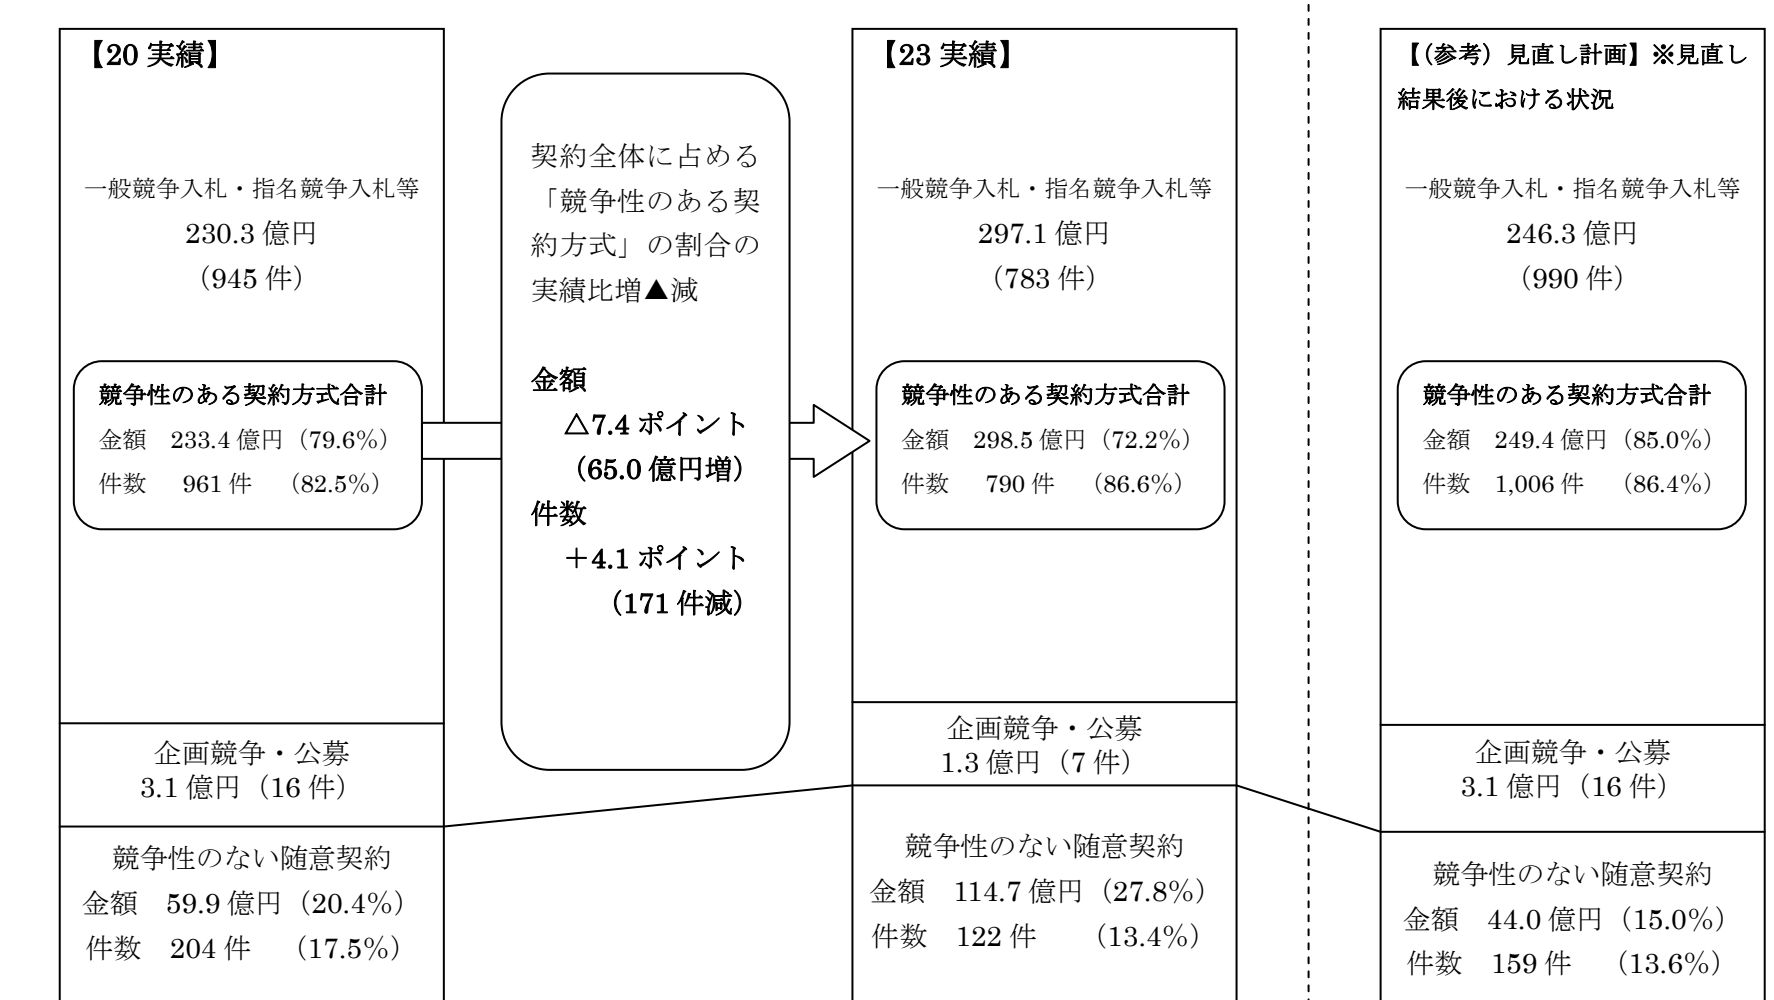 【20 実績】
一般競争入札・指名競争入札等
230.3 億円
（945 件）
競争性のある契約方式合計
金額　233.4 億円（79.6%）
件数　961 件　（82.5%）
企画競争・公募
3.1 億円（16 件）
競争性のない随意契約
金額　59.9 億円（20.4%）
件数　204 件　（17.5%）
契約全体に占める
「競争性のある契
約方式」の割合の
実績比増▲減
金額
△7.4 ポイント
（65.0 億円増）
件数
＋4.1 ポイント
（171 件減）
【23 実績】
一般競争入札・指名競争入札等
297.1 億円
（783 件）
競争性のある契約方式合計
金額　298.5 億円（72.2%）
件数　790 件　（86.6%）
企画競争・公募
1.3 億円（7 件）
競争性のない随意契約
金額　114.7 億円（27.8%）
件数　122 件　（13.4%）
【（参考）見直し計画】※見直し
結果後における状況
一般競争入札・指名競争入札等
246.3 億円
（990 件）
競争性のある契約方式合計
金額　249.4 億円（85.0%）
件数　1,006 件　（86.4%）
企画競争・公募
3.1 億円（16 件）
競争性のない随意契約
金額　44.0 億円（15.0%）
件数　159 件　（13.6%）